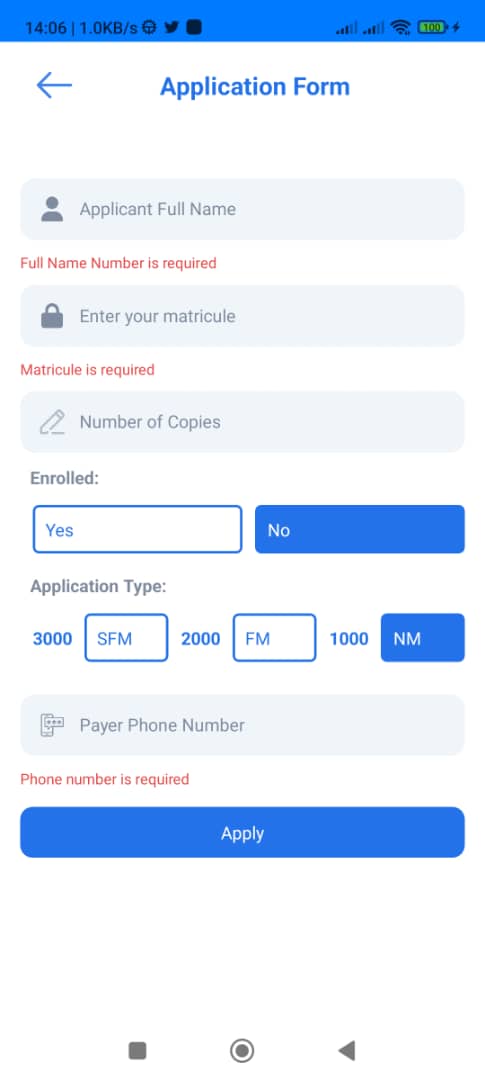 14:06 | 1.0KB/s
100
Application Form
Applicant Full Name
Full Name Number is required
Enter your matricule
Matricule is required
Number of Copies
Enrolled:
Yes No
Application Type:
3000 SFM 2000 FM 1000 NM
Payer Phone Number
Phone number is required
Apply